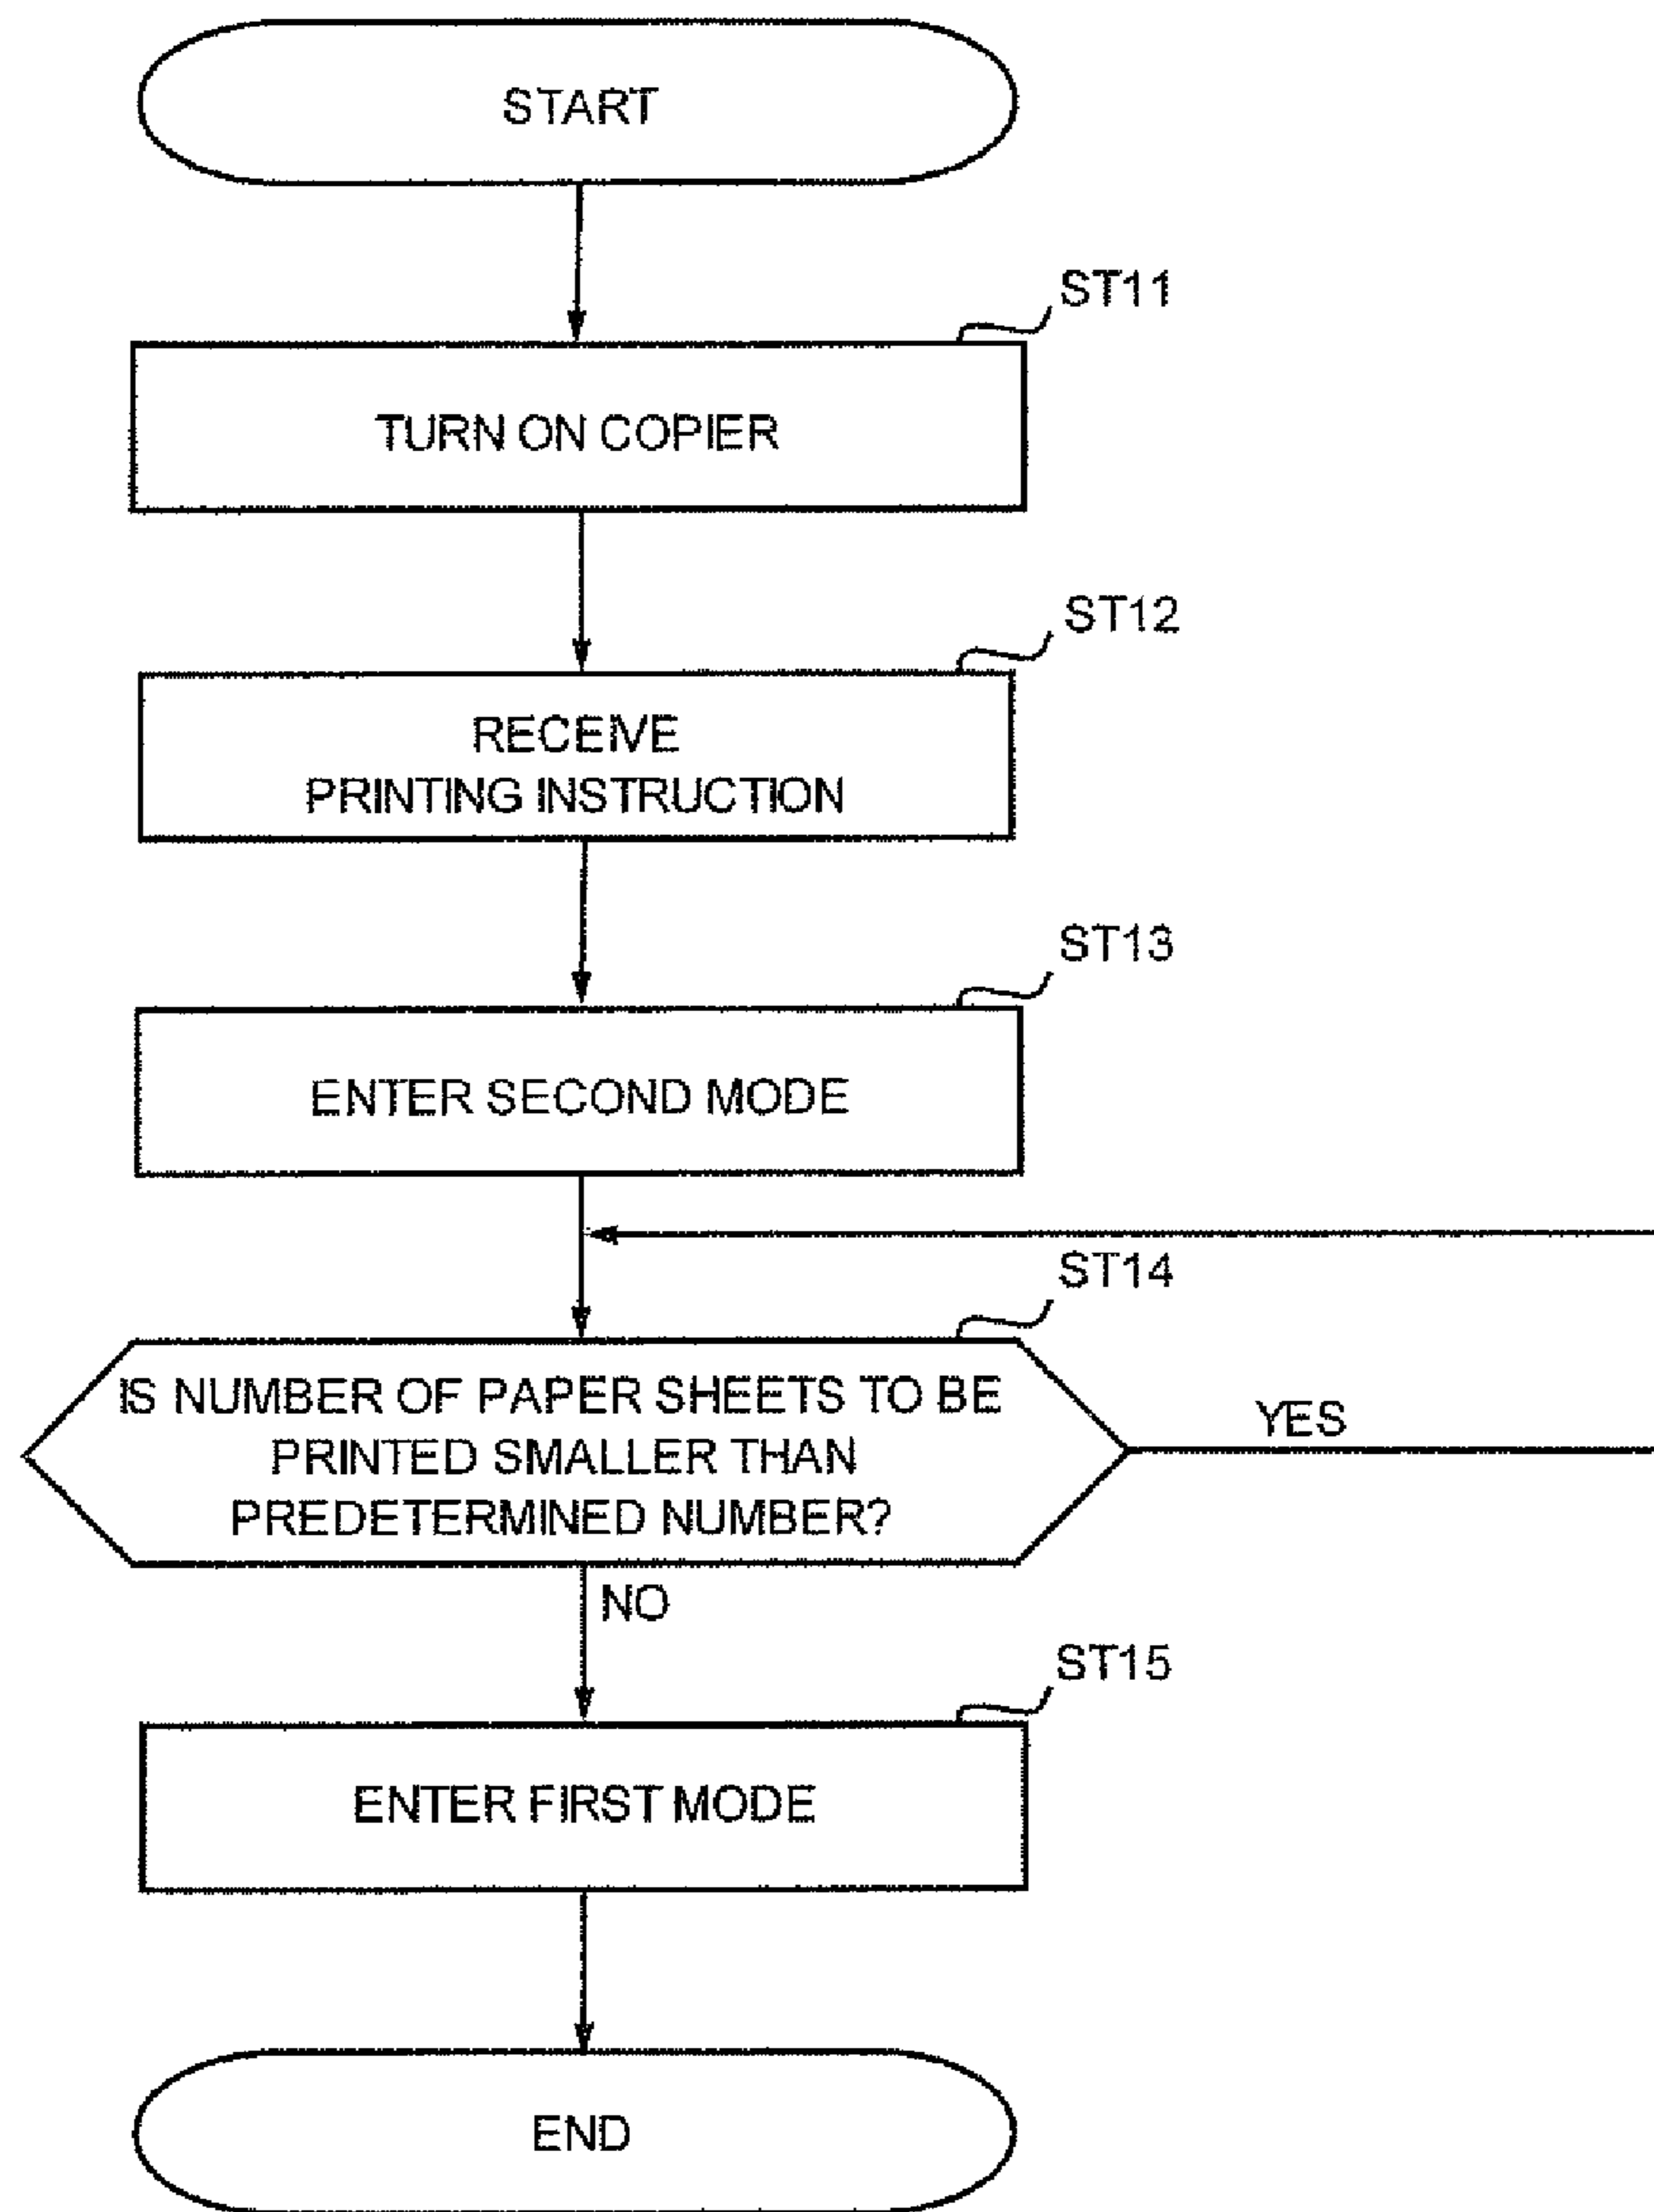 START
ST11
TURN ON COPIER
ST12
RECEIVE
PRINTING INSTRUCTION
ST13
ENTER SECOND MODE
ST14
IS NUMBER OF PAPER SHEETS TO BE
PRINTED SMALLER THAN
PREDETERMINED NUMBER?
YES
NO
ST15
ENTER FIRST MODE
END